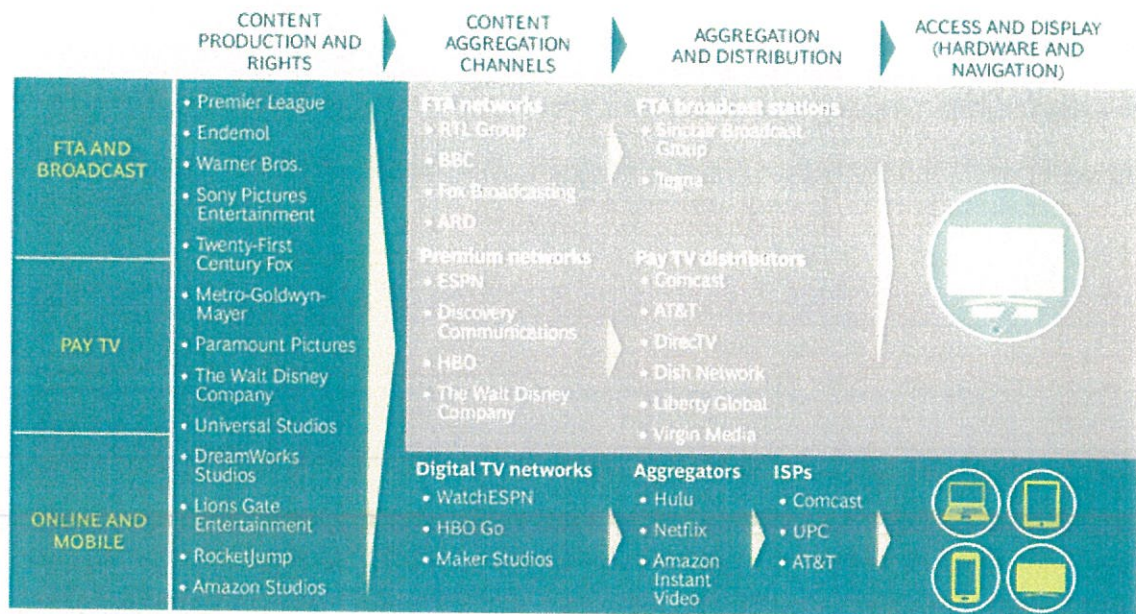 CONTENT
PRODUCTION AND
RIGHTS
CONTENT
AGGREGATION
CHANNELS
AGGREGATION
AND DISTRIBUTION
ACCESS AND DISPLAY
(HARDWARE AND
NAVIGATION)
FTA AND
BROADCAST
PAY TV
ONLINE AND
MOBILE
• Premier League
• Endemol
• Warner Bros.
• Sony Pictures
Entertainment
• Twenty-First
Century Fox
• Metro-Goldwyn-
Mayer
• Paramount Pictures
• The Walt Disney
Company
• Universal Studios
• DreamWorks
Studios
• Lions Gate
Entertainment
• RocketJump
• Amazon Studios
FTA networks
• RTL Group
• BBC
• Fox Broadcasting
• ARD
Premium networks
• ESPN
• Discovery
Communications
• HBO
• The Walt Disney
Company
FTA broadcast stations
• Sinclair Broadcast
Group
• Tegna
Pay TV distributors
• Comcast
• AT&T
• DirecTV
• Dish Network
• Liberty Global
• Virgin Media
Digital TV networks
• WatchESPN
• HBO Go
• Maker Studios
Aggregators
• Hulu
• Netflix
• Amazon
Instant
Video
ISPs
• Comcast
• UPC
• AT&T